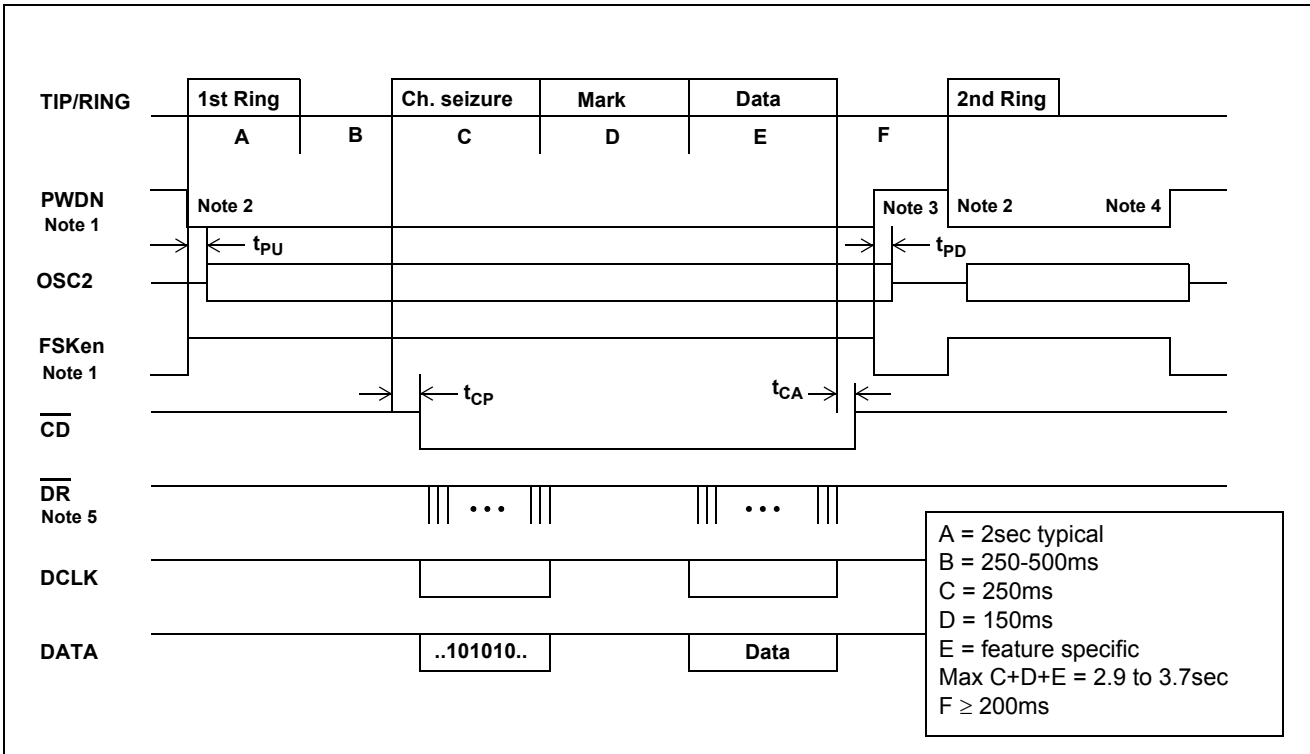 TIP/RING 1st Ring Ch. seizure Mark Data 2nd Ring
A B C D E F
PWDN Note 2 Note 3 Note 2 Note 4
Note 1
tPU tPD
OSC2
FSKen
Note 1
tCP tCA
CD
DR
Note 5
• • • • • •
DCLK
DATA ..101010.. Data
A = 2sec typical
B = 250-500ms
C = 250ms
D = 150ms
E = feature specific
Max C+D+E = 2.9 to 3.7sec
F ≥ 200ms